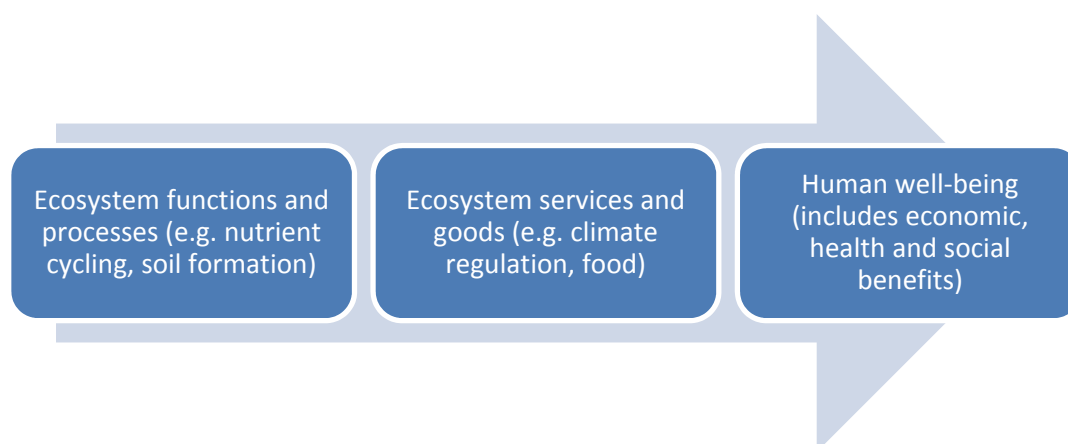 Ecosystem functions and
processes (e.g. nutrient
cycling, soil formation)
Ecosystem services and
goods (e.g. climate
regulation, food)
Human well-being
(includes economic,
health and social
benefits)